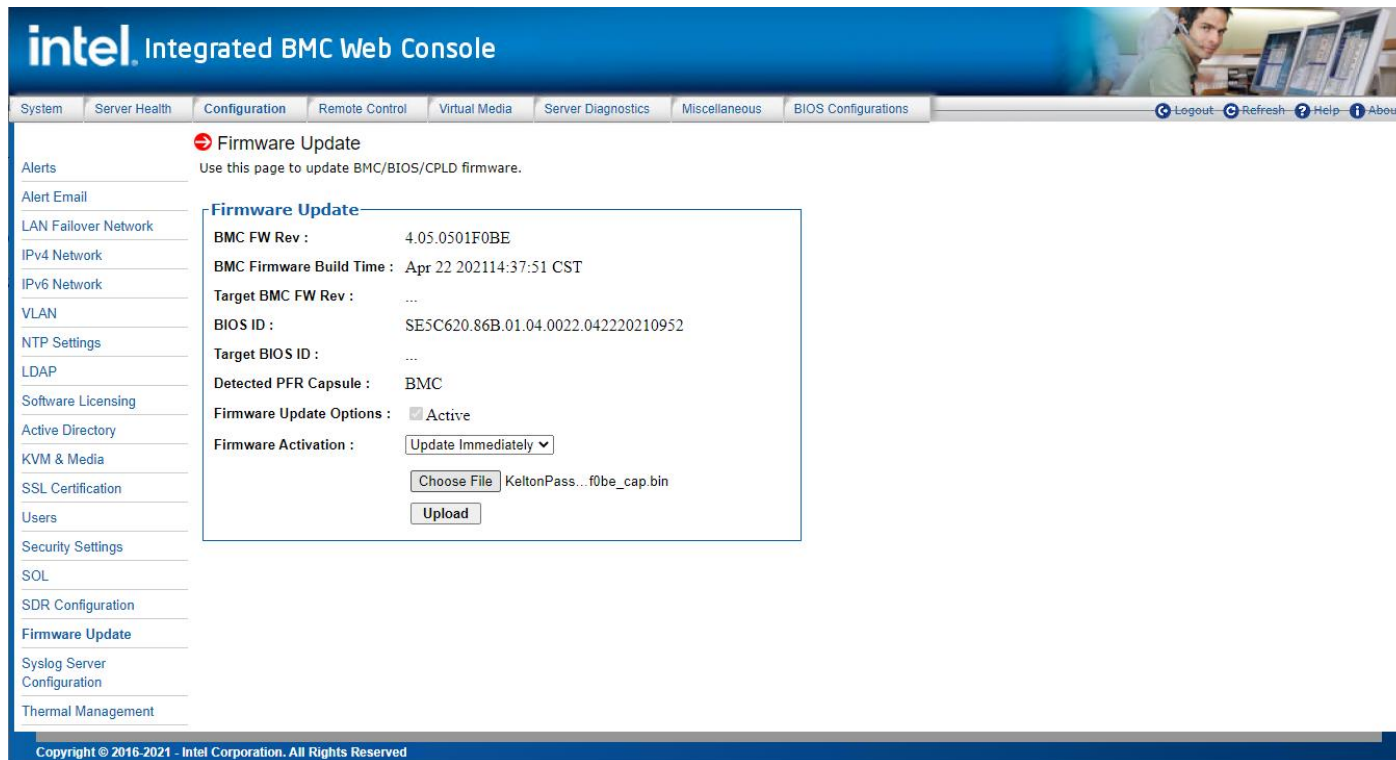 intel. Integrated BMC Web Console
System Server Health Configuration Remote Control Virtual Media Server Diagnostics Miscellaneous BIOS Configurations Logout Refresh Help Abou
Firmware Update
Use this page to update BMC/BIOS/CPLD firmware.
Alerts
Alert Email
LAN Failover Network
IPv4 Network
IPv6 Network
VLAN
NTP Settings
LDAP
Software Licensing
Active Directory
KVM & Media
SSL Certification
Users
Security Settings
SOL
SDR Configuration
Firmware Update
Syslog Server
Configuration
Thermal Management
Firmware Update
BMC FW Rev : 4.05.0501F0BE
BMC Firmware Build Time : Apr 22 202114:37:51 CST
Target BMC FW Rev : ...
BIOS ID : SE5C620.86B.01.04.0022.042220210952
Target BIOS ID : ...
Detected PFR Capsule : BMC
Firmware Update Options : Active
Firmware Activation : Update Immediately
Choose File KeltonPass...f0be_cap.bin
Upload
Copyright © 2016-2021 - Intel Corporation. All Rights Reserved